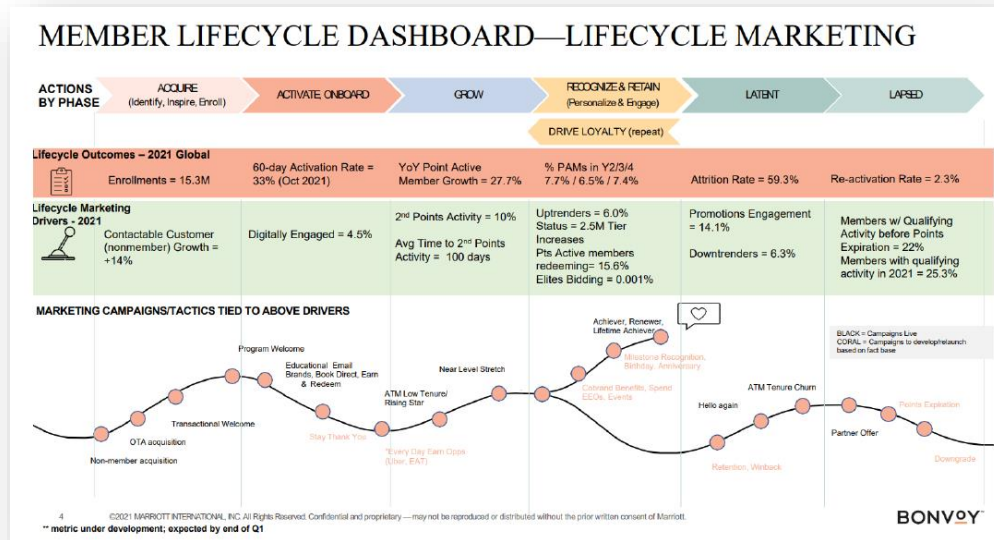 MEMBER LIFECYCLE DASHBOARD—LIFECYCLE MARKETING
ACTIONS
BY PHASE
ACQUIRE
(Identify, Inspire, Enroll)
ACTIVATE, ONBOARD
GROW
RECOGNIZE & RETAIN
(Personalize & Engage)
LATENT
LAPSED
DRIVE LOYALTY (repeat)
Lifecycle Outcomes – 2021 Global
Enrollments = 15.3M
60-day Activation Rate =
33% (Oct 2021)
YoY Point Active
Member Growth = 27.7%
% PAMs in Y2/3/4
7.7% / 6.5% / 7.4%
Attrition Rate = 59.3%
Re-activation Rate = 2.3%
Lifecycle Marketing
Drivers - 2021
Contactable Customer
(nonmember) Growth =
+14%
Digitally Engaged = 4.5%
2nd Points Activity = 10%
Avg Time to 2nd Points
Activity = 100 days
Uptrenders = 6.0%
Status = 2.5M Tier
Increases
Pts Active members
redeeming= 15.6%
Elites Bidding = 0.001%
Promotions Engagement
= 14.1%
Downtrenders = 6.3%
Members w/ Qualifying
Activity before Points
Expiration = 22%
Members with qualifying
activity in 2021 = 25.3%
MARKETING CAMPAIGNS/TACTICS TIED TO ABOVE DRIVERS
BLACK = Campaigns Live
CORAL = Campaigns to develop/relaunch
based on fact base
Non-member acquisition
OTA acquisition
Transactional Welcome
Program Welcome
Educational Email
Brands, Book Direct, Earn
& Redeem
Stay Thank You
ATM Low Tenure/
Rising Star
*Every Day Earn Opps
(Uber, EAT)
Near Level Stretch
Achiever, Renewer,
Lifetime Achiever
Milestone Recognition,
Birthday, Anniversary
Cobrand Benefits, Spend
EEOs, Events
Hello again
ATM Tenure Churn
Retention, Winback
Partner Offer
Points Expiration
Downgrade
4
©2021 MARRIOTT INTERNATIONAL, INC. All Rights Reserved. Confidential and proprietary — may not be reproduced or distributed without the prior written consent of Marriott.
** metric under development; expected by end of Q1
BONVOY